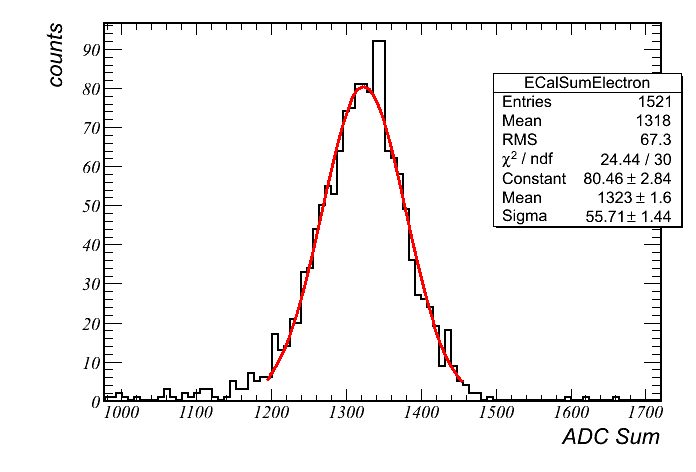 counts
90
80
70
60
50
40
30
20
10
0
ECalSumElectron
Entries 1521
Mean 1318
RMS 67.3
χ² / ndf 24.44 / 30
Constant 80.46 ± 2.84
Mean 1323 ± 1.6
Sigma 55.71 ± 1.44
1000 1100 1200 1300 1400 1500 1600 1700
ADC Sum